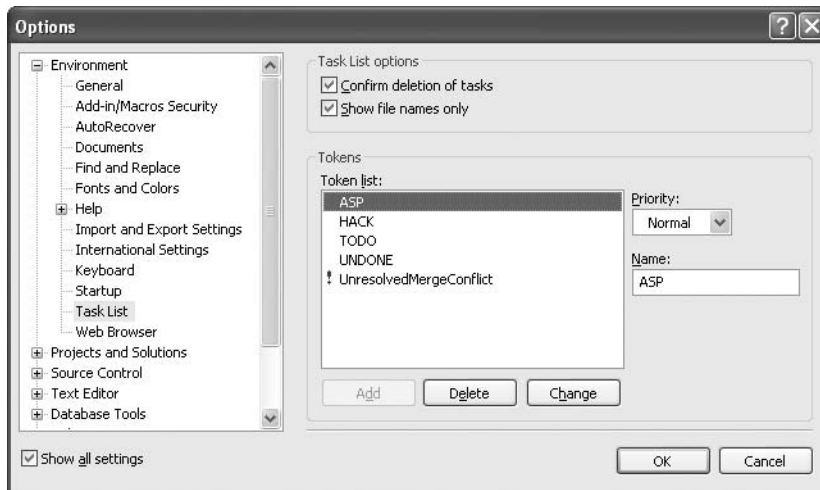 Options
Environment
General
Add-in/Macros Security
AutoRecover
Documents
Find and Replace
Fonts and Colors
Help
Import and Export Settings
International Settings
Keyboard
Startup
Task List
Web Browser
Projects and Solutions
Source Control
Text Editor
Database Tools
Show all settings
Task List options
Confirm deletion of tasks
Show file names only
Tokens
Token list:
ASP
HACK
TODO
UNDONE
! UnresolvedMergeConflict
Priority:
Normal
Name:
ASP
Add
Delete
Change
OK
Cancel